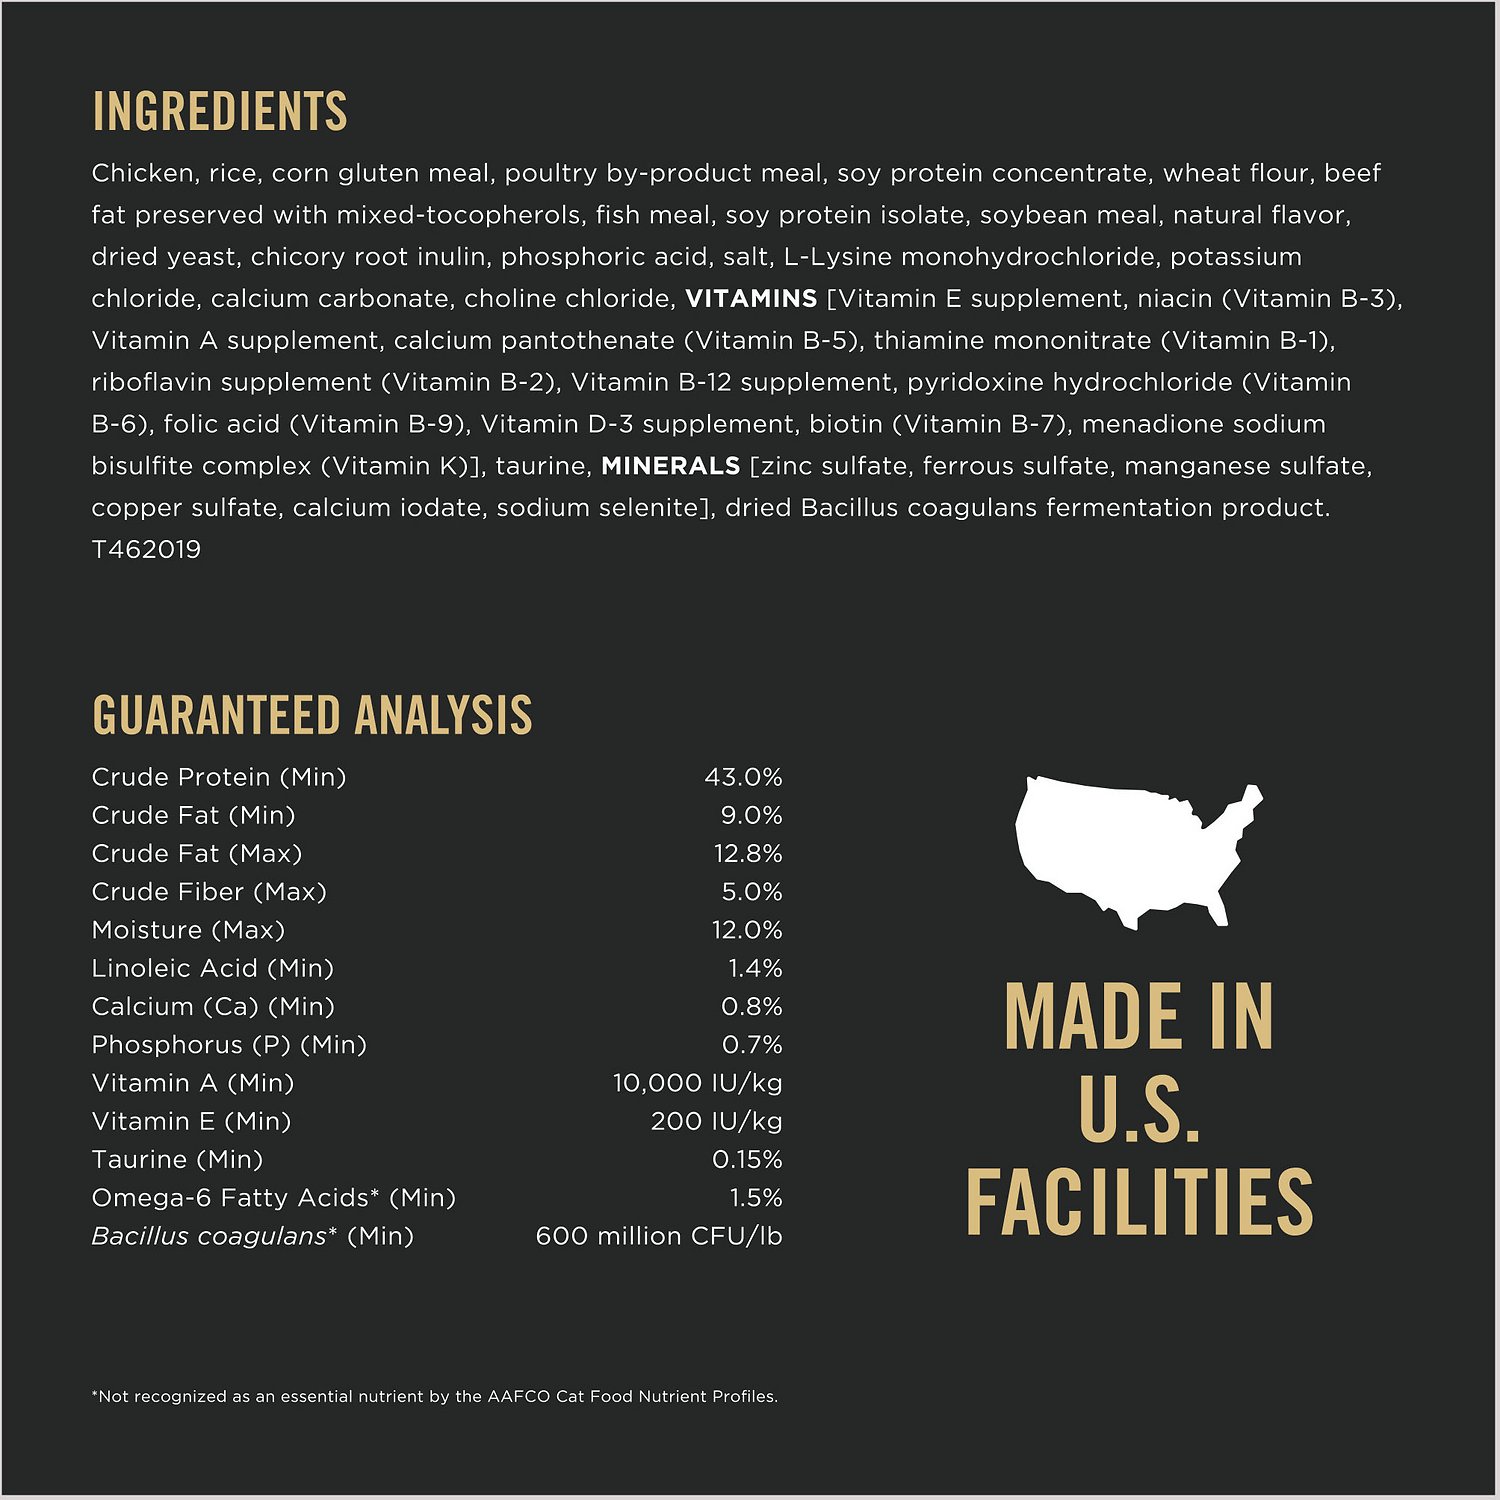 INGREDIENTS
Chicken, rice, corn gluten meal, poultry by-product meal, soy protein concentrate, wheat flour, beef
fat preserved with mixed-tocopherols, fish meal, soy protein isolate, soybean meal, natural flavor,
dried yeast, chicory root inulin, phosphoric acid, salt, L-Lysine monohydrochloride, potassium
chloride, calcium carbonate, choline chloride, VITAMINS [Vitamin E supplement, niacin (Vitamin B-3),
Vitamin A supplement, calcium pantothenate (Vitamin B-5), thiamine mononitrate (Vitamin B-1),
riboflavin supplement (Vitamin B-2), Vitamin B-12 supplement, pyridoxine hydrochloride (Vitamin
B-6), folic acid (Vitamin B-9), Vitamin D-3 supplement, biotin (Vitamin B-7), menadione sodium
bisulfite complex (Vitamin K)], taurine, MINERALS [zinc sulfate, ferrous sulfate, manganese sulfate,
copper sulfate, calcium iodate, sodium selenite], dried Bacillus coagulans fermentation product.
T462019
GUARANTEED ANALYSIS
Crude Protein (Min) 43.0%
Crude Fat (Min) 9.0%
Crude Fat (Max) 12.8%
Crude Fiber (Max) 5.0%
Moisture (Max) 12.0%
Linoleic Acid (Min) 1.4%
Calcium (Ca) (Min) 0.8%
Phosphorus (P) (Min) 0.7%
Vitamin A (Min) 10,000 IU/kg
Vitamin E (Min) 200 IU/kg
Taurine (Min) 0.15%
Omega-6 Fatty Acids* (Min) 1.5%
Bacillus coagulans* (Min) 600 million CFU/lb
MADE IN
U.S.
FACILITIES
*Not recognized as an essential nutrient by the AAFCO Cat Food Nutrient Profiles.